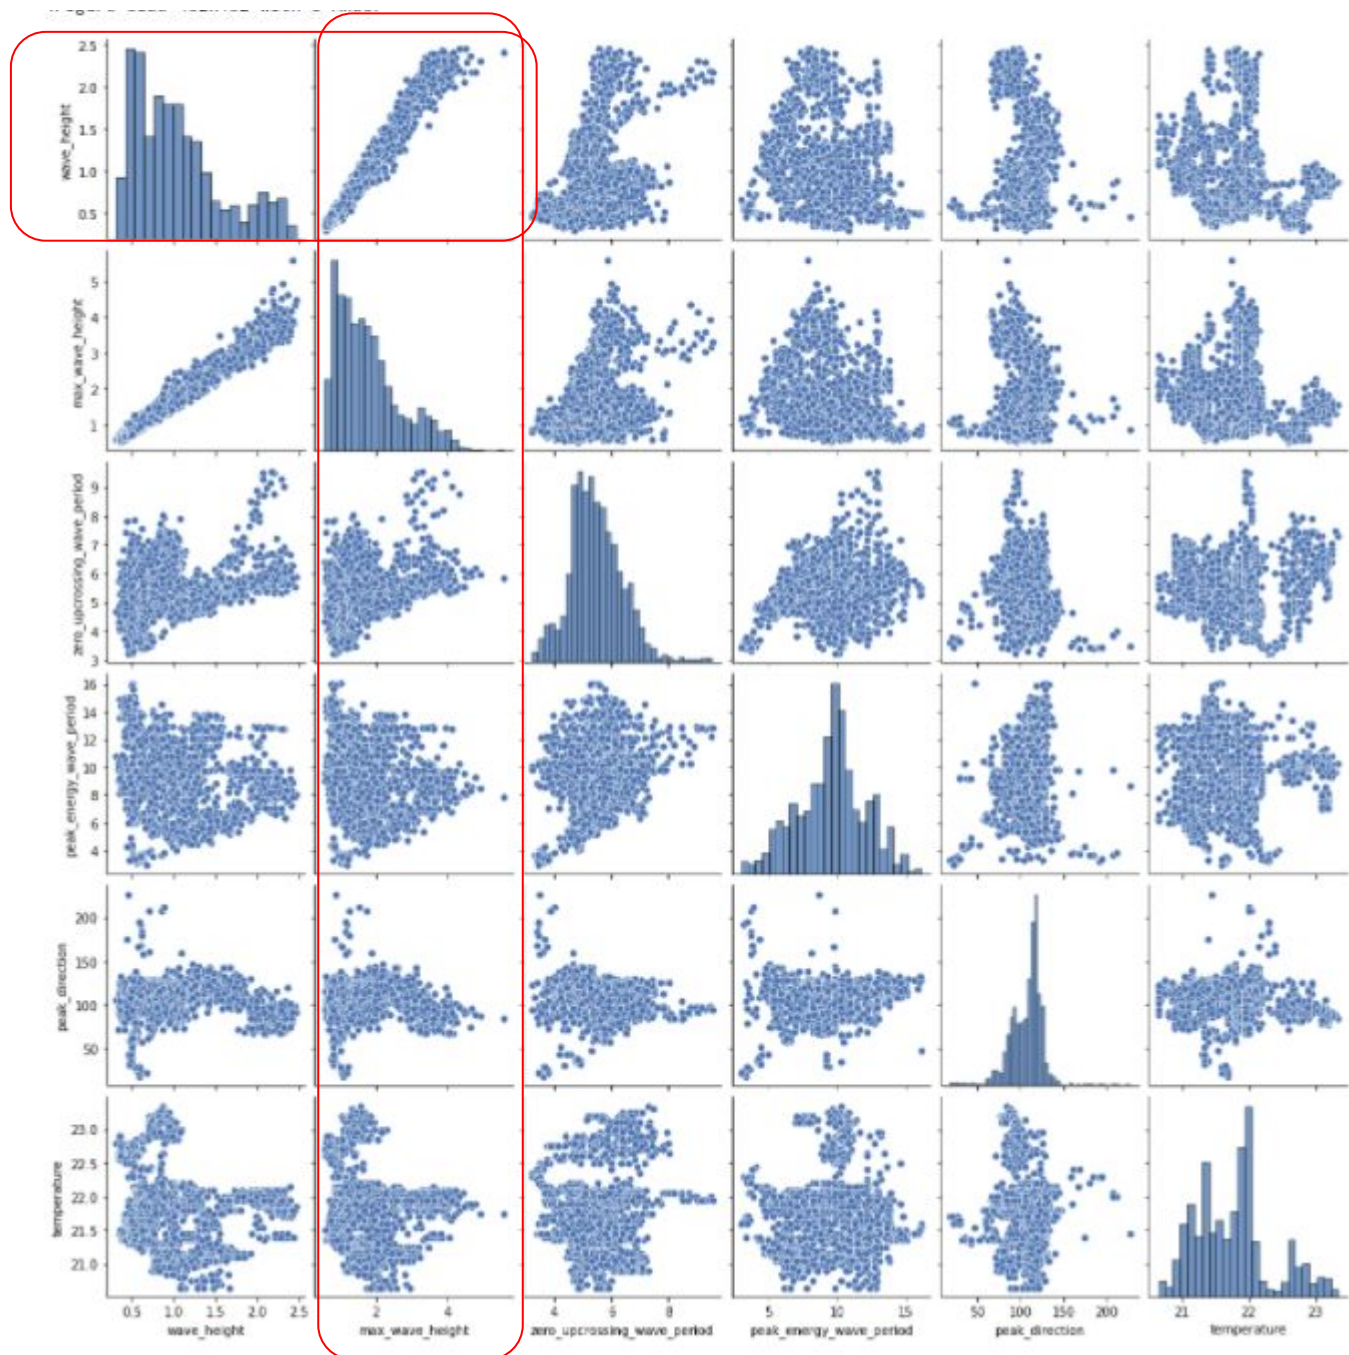 wave_height
2.5
2.0
1.5
1.0
0.5
max_wave_height
5
4
3
2
1
zero_upcrossing_wave_period
9
8
7
6
5
4
3
peak_energy_wave_period
16
14
12
10
8
6
4
peak_direction
200
150
100
50
temperature
23.0
22.5
22.0
21.5
21.0
0.5 1.0 1.5 2.0 2.5
2 4
4 6 8
5 10 15
50 100 150 200
21 22 23
wave_height
max_wave_height
zero_upcrossing_wave_period
peak_energy_wave_period
peak_direction
temperature